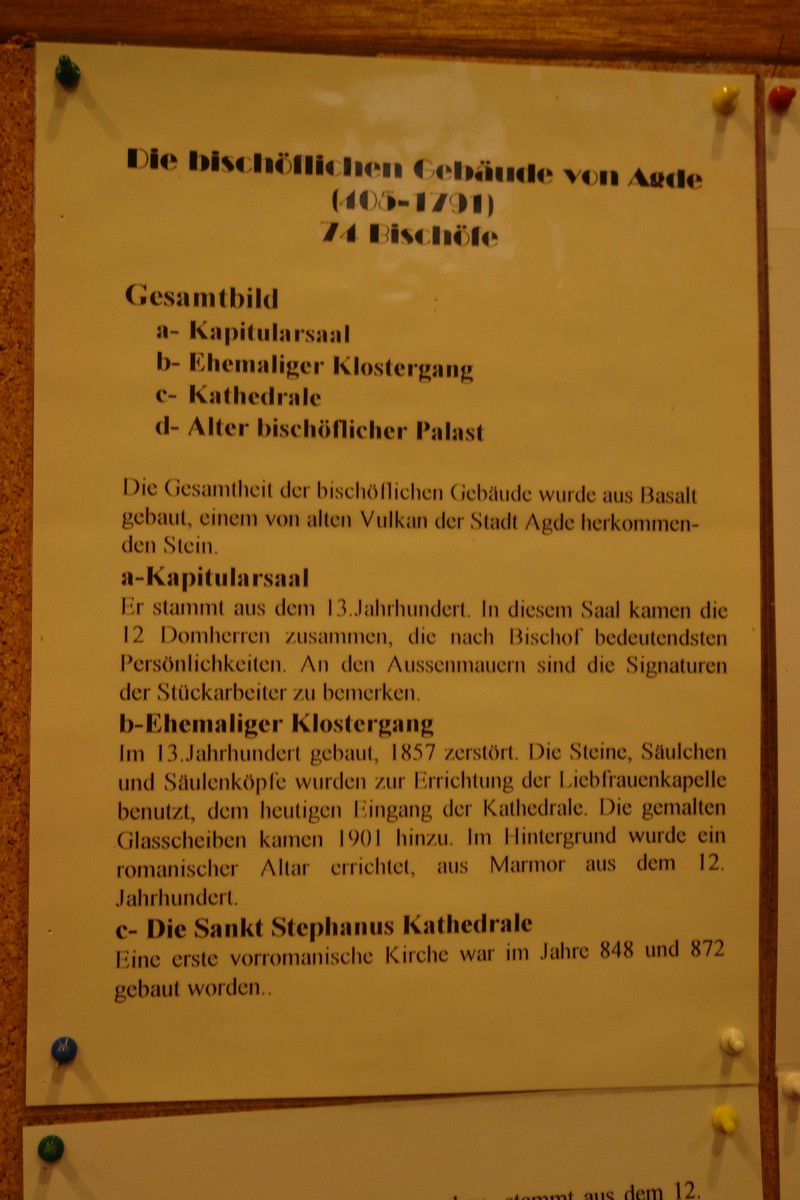 Die bischöflichen Gebäude von Agde
(405-1791)
74 Bischöfe
Gesamtbild
a- Kapitularsaal
b- Ehemaliger Klostergang
c- Kathedrale
d- Alter bischöflicher Palast
Die Gesamtheit der bischöflichen Gebäude wurde aus Basalt
gebaut, einem von alten Vulkan der Stadt Agde herkommen-
den Stein.
a-Kapitularsaal
Er stammt aus dem 13.Jahrhundert. In diesem Saal kamen die
12 Domherren zusammen, die nach Bischof bedeutendsten
Persönlichkeiten. An den Aussenmauern sind die Signaturen
der Stückarbeiter zu bemerken.
b-Ehemaliger Klostergang
Im 13.Jahrhundert gebaut, 1857 zerstört. Die Steine, Säulchen
und Säulenköpfe wurden zur Errichtung der Liebfrauenkapelle
benutzt, dem heutigen Eingang der Kathedrale. Die gemalten
Glasscheiben kamen 1901 hinzu. Im Hintergrund wurde ein
romanischer Altar errichtet, aus Marmor aus dem 12.
Jahrhundert.
c- Die Sankt Stephanus Kathedrale
Eine erste vorromanische Kirche war im Jahre 848 und 872
gebaut worden..
stammt aus dem 12.